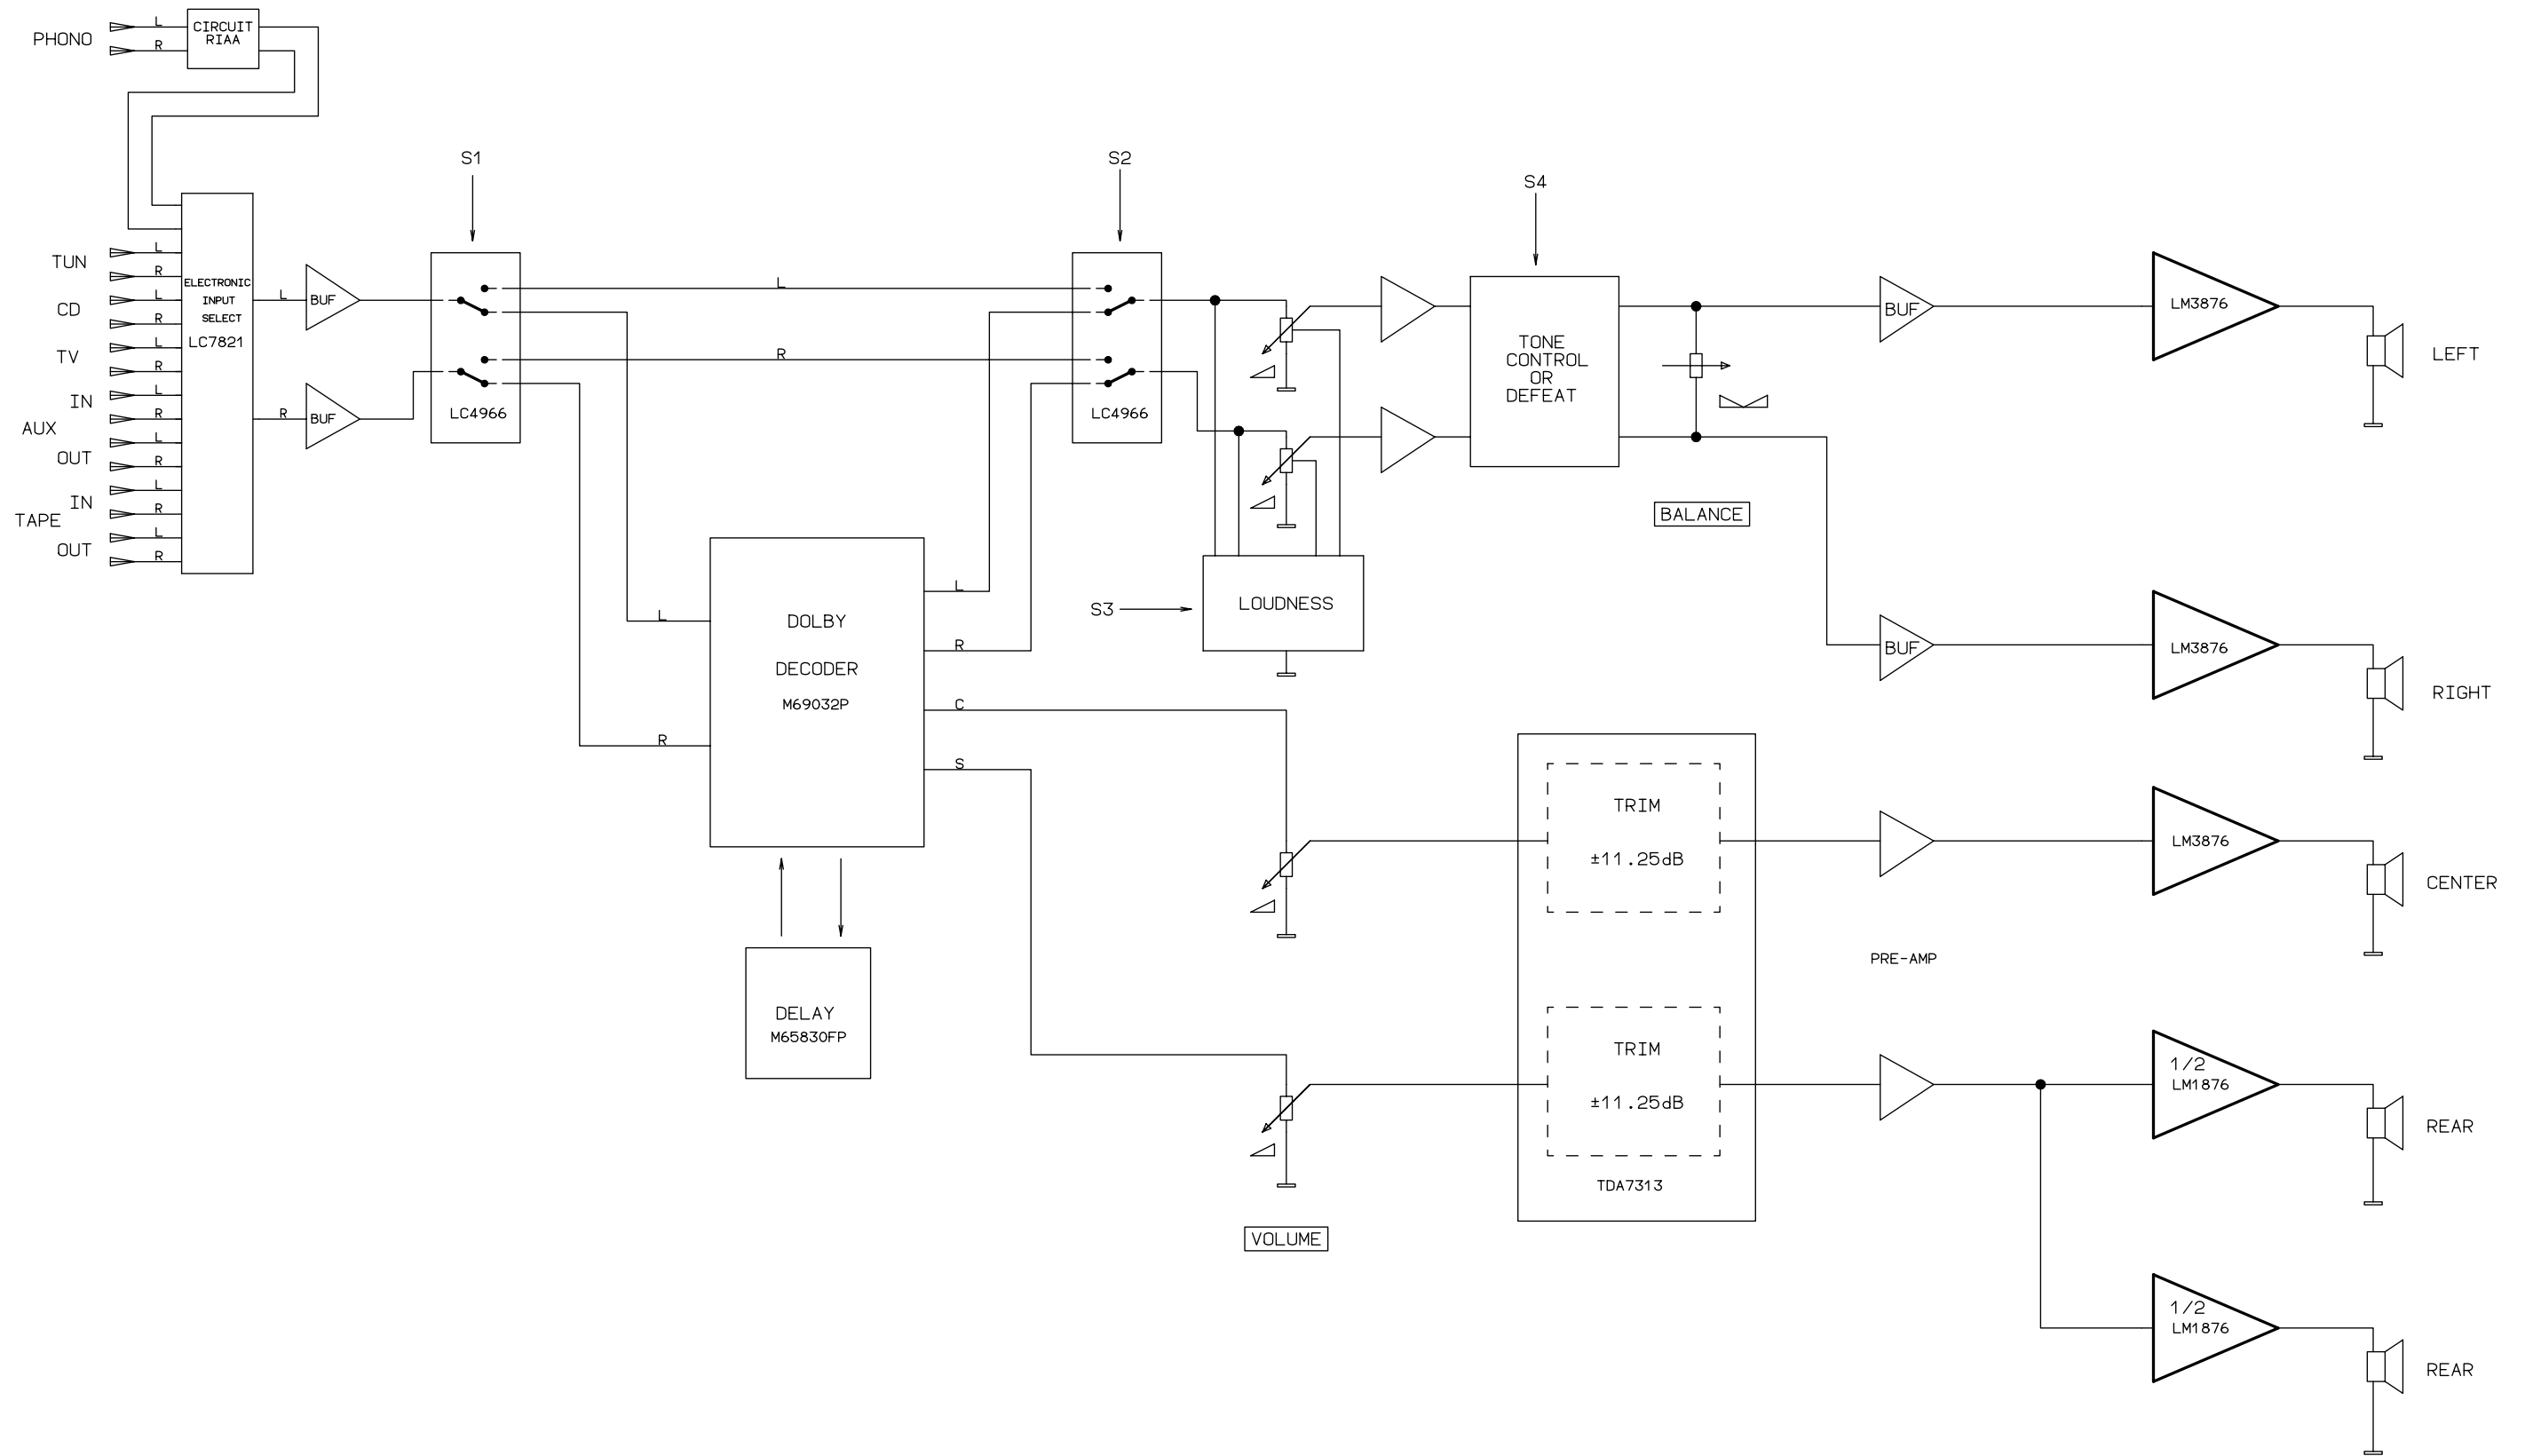 PHONO
L
R
CIRCUIT
RIAA
S1
S2
S4
TUN
L
R
CD
L
R
TV
L
R
IN
L
R
AUX
OUT
L
R
IN
L
R
TAPE
OUT
L
R
ELECTRONIC
INPUT
SELECT
LC7821
L
BUF
R
BUF
LC4966
L
R
LC4966
TONE
CONTROL
OR
DEFEAT
BALANCE
BUF
LM3876
LEFT
S3
LOUDNESS
BUF
LM3876
RIGHT
L
R
DOLBY
DECODER
M69032P
L
R
C
S
DELAY
M65830FP
VOLUME
TRIM
±11.25dB
TRIM
±11.25dB
TDA7313
PRE-AMP
LM3876
CENTER
1/2
LM1876
REAR
1/2
LM1876
REAR